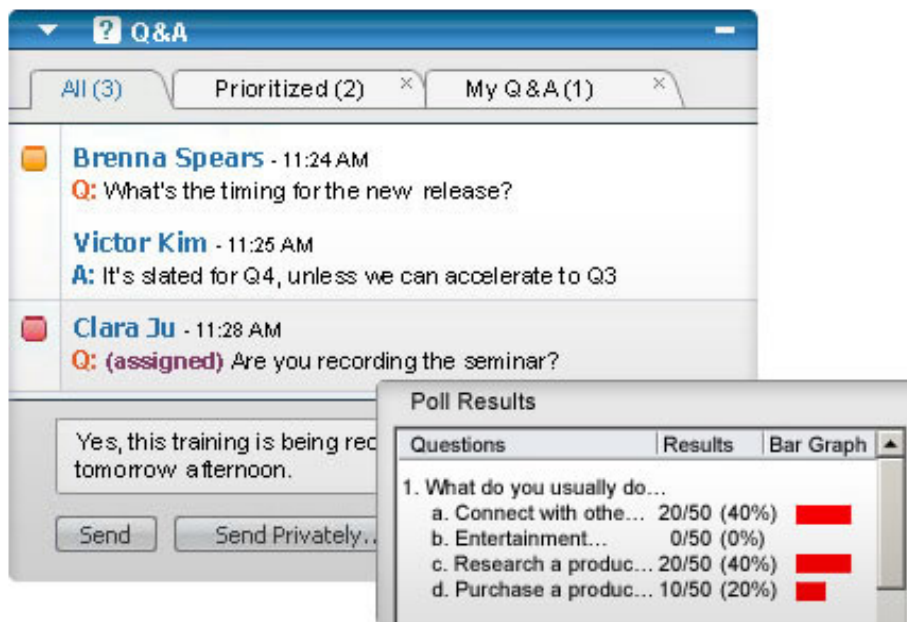 Q&A
All (3) Prioritized (2) My Q&A (1)
Brenna Spears - 11:24 AM
Q: What's the timing for the new release?
Victor Kim - 11:25 AM
A: It's slated for Q4, unless we can accelerate to Q3
Clara Ju - 11:28 AM
Q: (assigned) Are you recording the seminar?
Yes, this training is being rec
tomorrow afternoon.
Send Send Privately..
Poll Results
Questions Results Bar Graph
1. What do you usually do...
a. Connect with othe... 20/50 (40%)
b. Entertainment... 0/50 (0%)
c. Research a produc... 20/50 (40%)
d. Purchase a produc... 10/50 (20%)